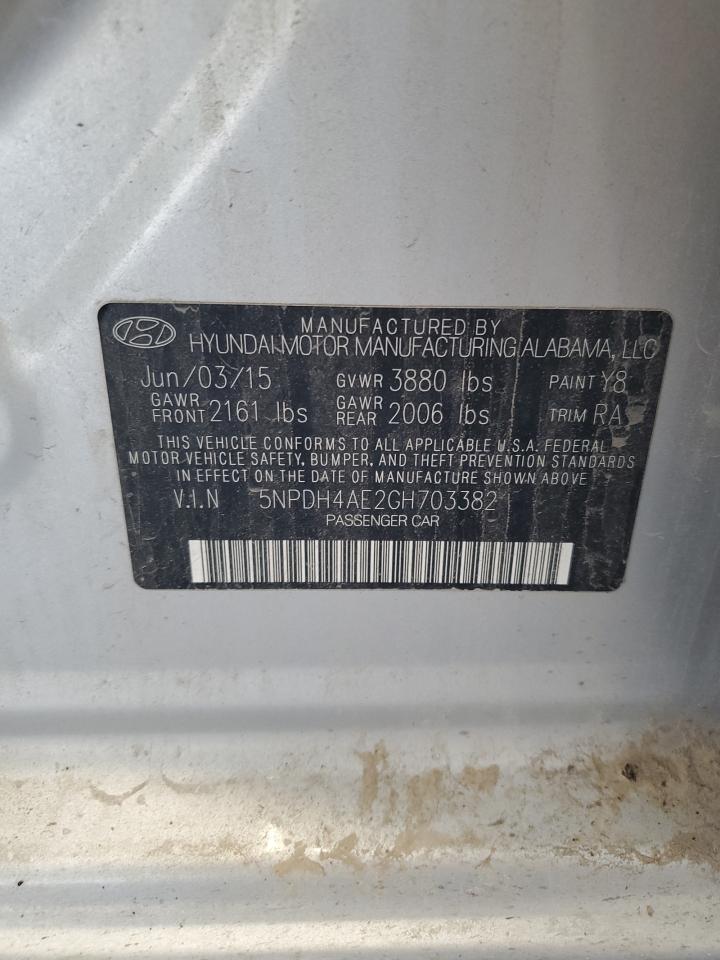 MANUFACTURED BY
HYUNDAI MOTOR MANUFACTURING ALABAMA, LLC
Jun/03/15 GVWR 3880 lbs PAINT Y8
GAWR FRONT 2161 lbs GAWR REAR 2006 lbs TRIM RA
THIS VEHICLE CONFORMS TO ALL APPLICABLE U.S.A. FEDERAL
MOTOR VEHICLE SAFETY, BUMPER, AND THEFT PREVENTION STANDARDS
IN EFFECT ON THE DATE OF MANUFACTURE SHOWN ABOVE
V.I.N 5NPDH4AE2GH703382
PASSENGER CAR